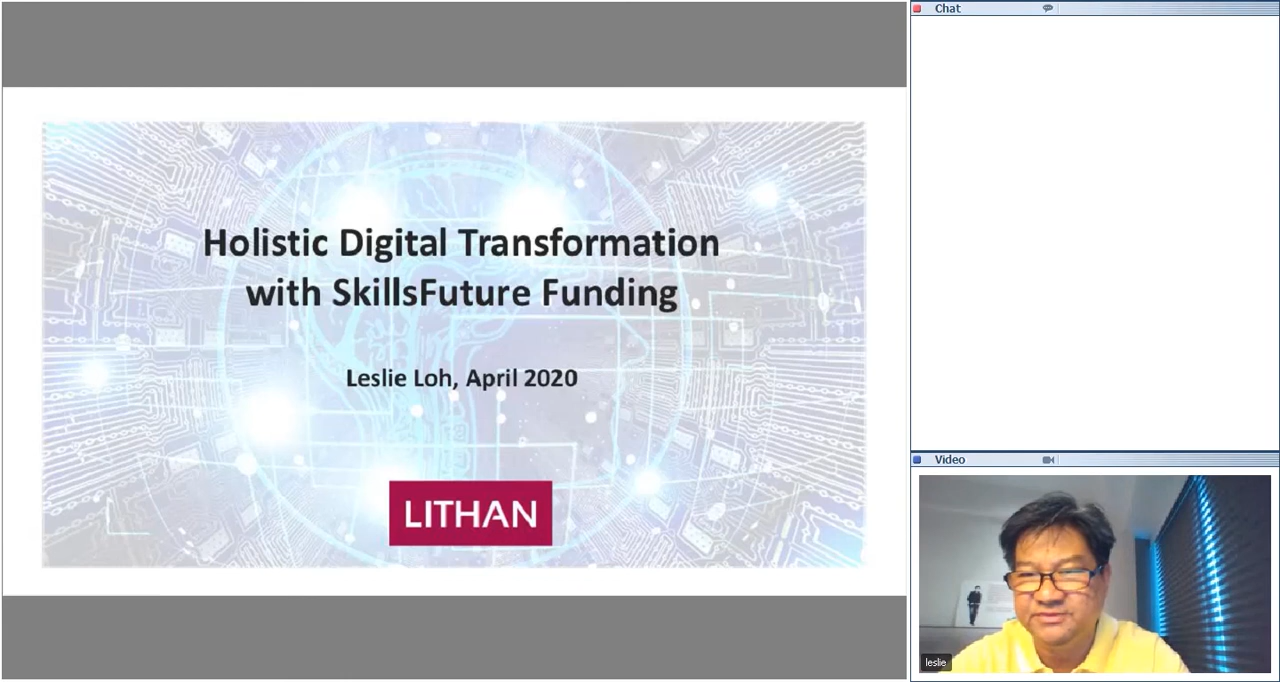 Holistic Digital Transformation
with SkillsFuture Funding
Leslie Loh, April 2020
LITHAN
Chat
Video
leslie